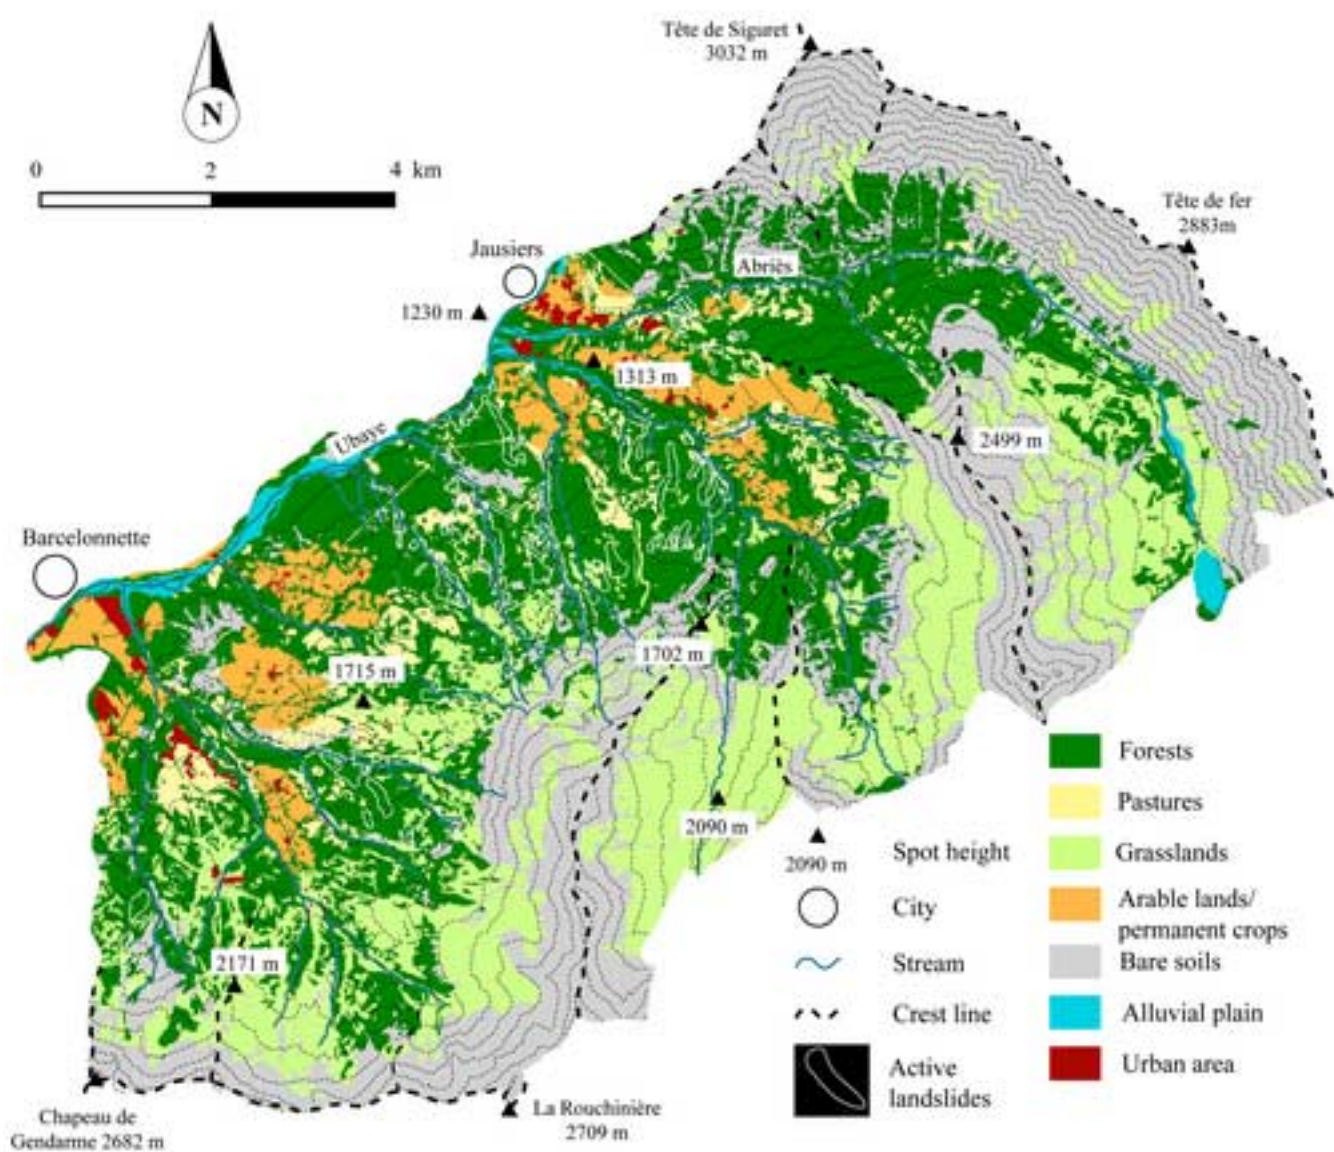 Tête de Siguret
3032 m
N
0 2 4 km
Tête de fer
2883m
Jausiers
Abriès
1230 m
1313 m
Ubaye
2499 m
Barcelonnette
1702 m
1715 m
2090 m
2171 m
Chapeau de
Gendarme 2682 m
La Rouchinière
2709 m
2090 m
Spot height
City
Stream
Crest line
Active
landslides
Forests
Pastures
Grasslands
Arable lands/
permanent crops
Bare soils
Alluvial plain
Urban area